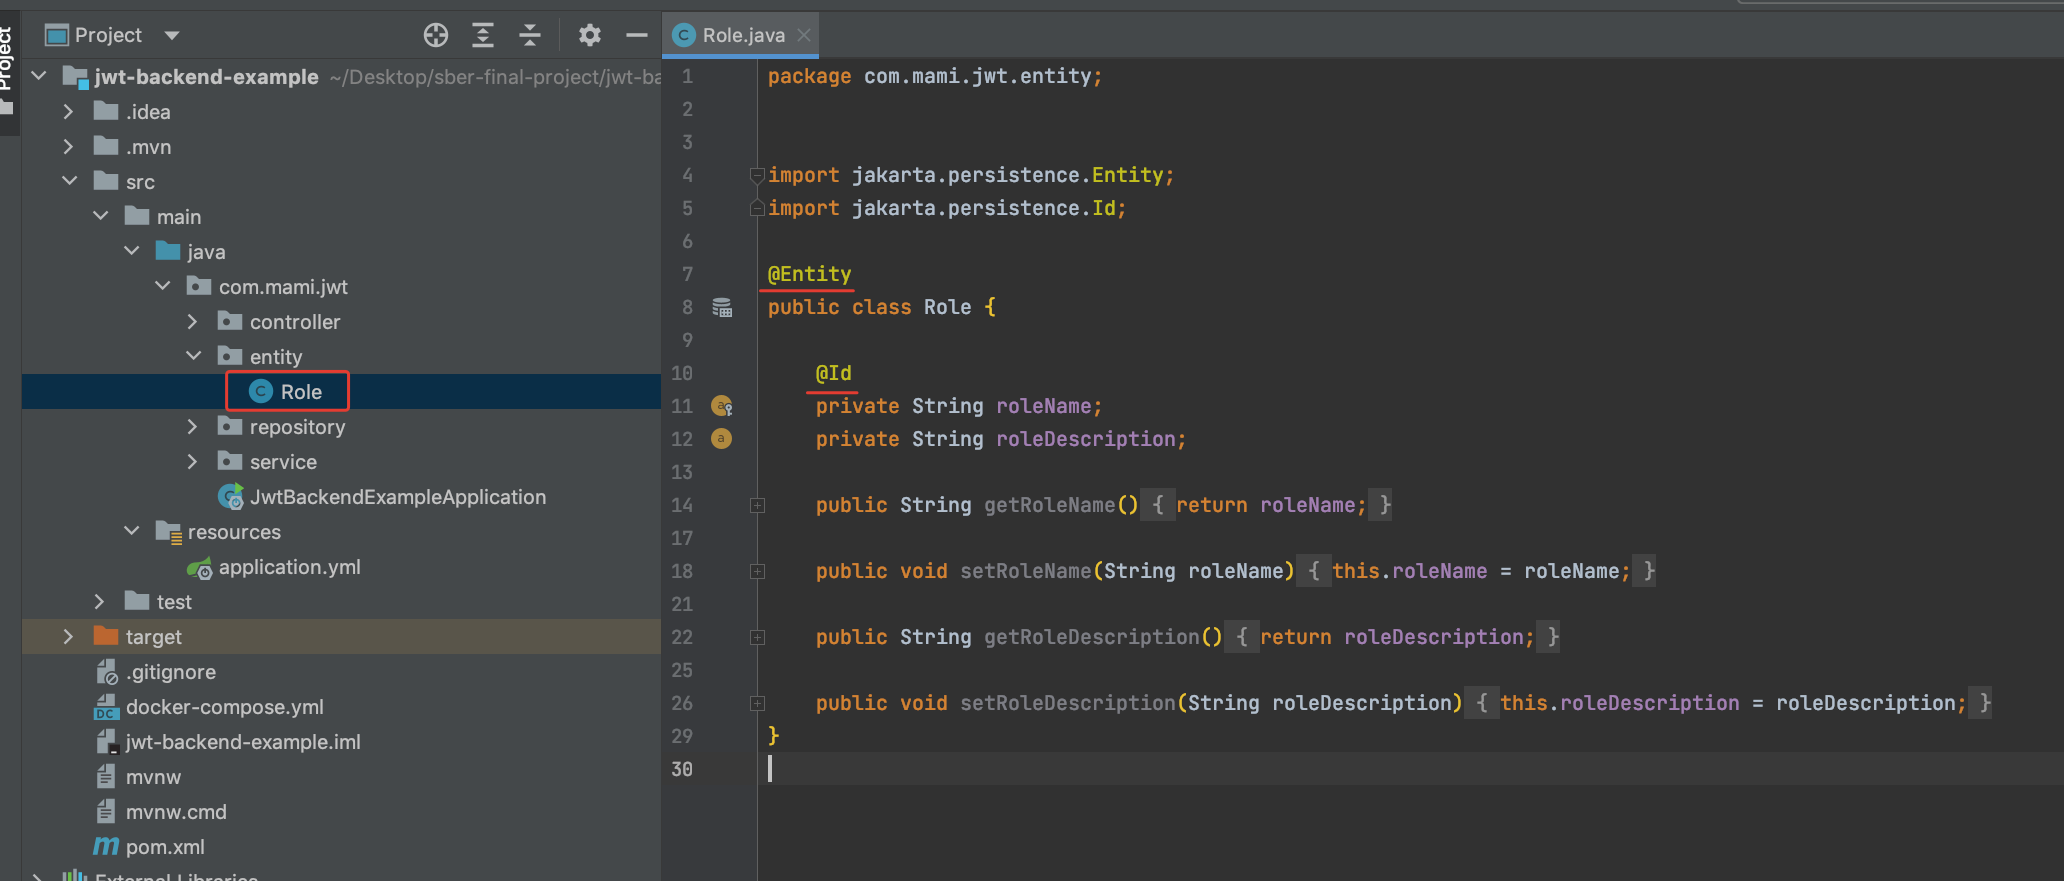 Project
Project
jwt-backend-example ~/Desktop/sber-final-project/jwt-ba
.idea
.mvn
src
main
java
com.mami.jwt
controller
entity
C Role
repository
service
JwtBackendExampleApplication
resources
application.yml
test
target
.gitignore
DC docker-compose.yml
jwt-backend-example.iml
mvnw
mvnw.cmd
m pom.xml
External Libraries
C Role.java
1 package com.mami.jwt.entity;
2
3
4 import jakarta.persistence.Entity;
5 import jakarta.persistence.Id;
6
7 @Entity
8 public class Role {
9
10 @Id
11 a private String roleName;
12 a private String roleDescription;
13
14 public String getRoleName() { return roleName; }
17
18 public void setRoleName(String roleName) { this.roleName = roleName; }
21
22 public String getRoleDescription() { return roleDescription; }
25
26 public void setRoleDescription(String roleDescription) { this.roleDescription = roleDescription; }
29 }
30